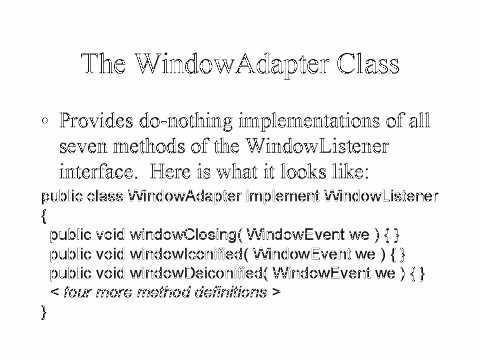 The WindowAdapter Class
• Provides do-nothing implementations of all
seven methods of the WindowListener
interface. Here is what it looks like:
public class WindowAdapter implement WindowListener
{
public void windowClosing( WindowEvent we ) { }
public void windowIconified( WindowEvent we ) { }
public void windowDeiconified( WindowEvent we ) { }
< four more method definitions >
}